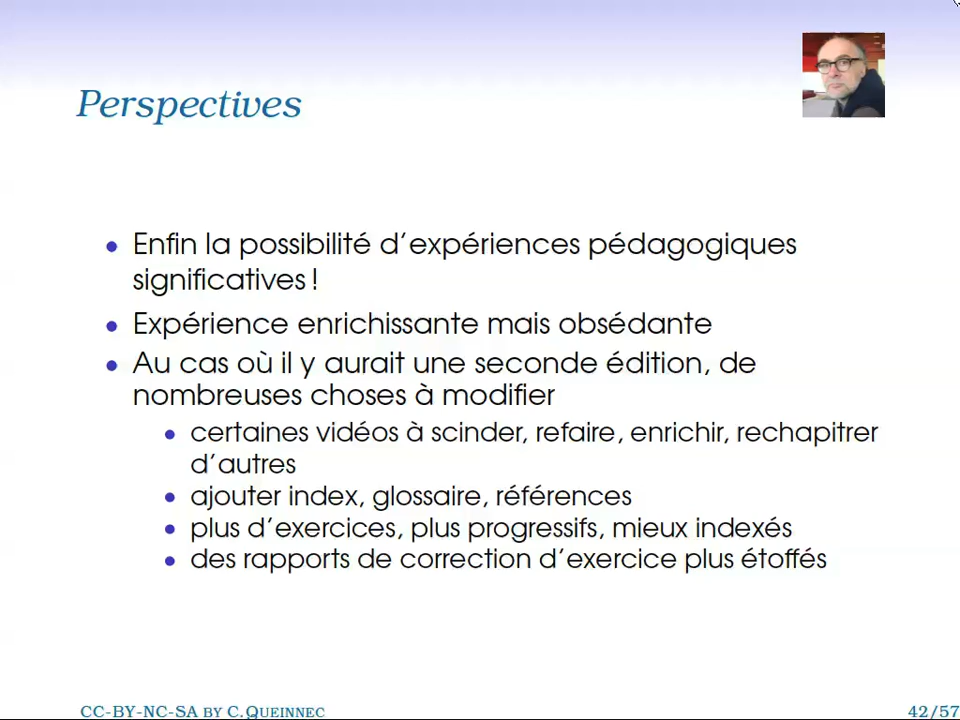 Perspectives
• Enfin la possibilité d'expériences pédagogiques
significatives !
• Expérience enrichissante mais obsédante
• Au cas où il y aurait une seconde édition, de
nombreuses choses à modifier
• certaines vidéos à scinder, refaire, enrichir, rechapitrer
d'autres
• ajouter index, glossaire, références
• plus d'exercices, plus progressifs, mieux indexés
• des rapports de correction d'exercice plus étoffés
CC-BY-NC-SA BY C.QUEINNEC
42/57